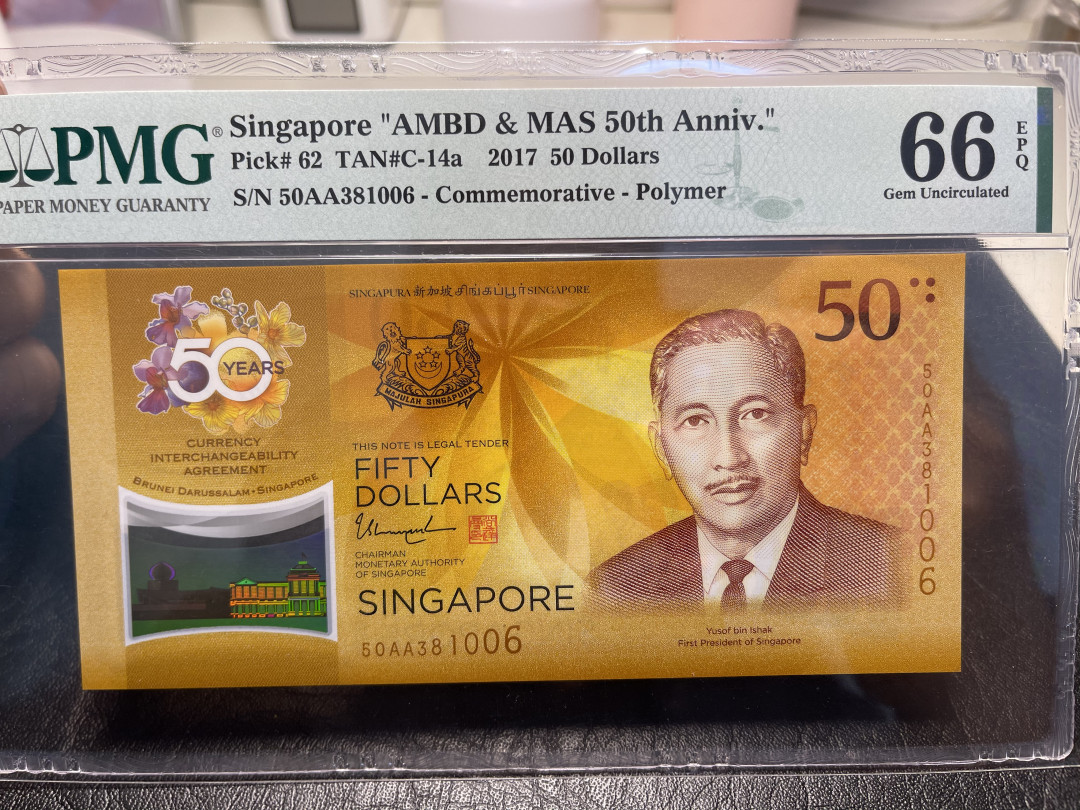 PMG®
PAPER MONEY GUARANTY
Singapore "AMBD & MAS 50th Anniv."
Pick# 62 TAN#C-14a 2017 50 Dollars
S/N 50AA381006 - Commemorative - Polymer
66
EPQ
Gem Uncirculated
SINGAPURA 新加坡 சிங்கப்பூர் SINGAPORE
50
50 YEARS
CURRENCY
INTERCHANGEABILITY
AGREEMENT
BRUNEI DARUSSALAM • SINGAPORE
MAJULAH SINGAPURA
THIS NOTE IS LEGAL TENDER
FIFTY
DOLLARS
CHAIRMAN
MONETARY AUTHORITY
OF SINGAPORE
SINGAPORE
50AA381006
50AA381006
Yusof bin Ishak
First President of Singapore